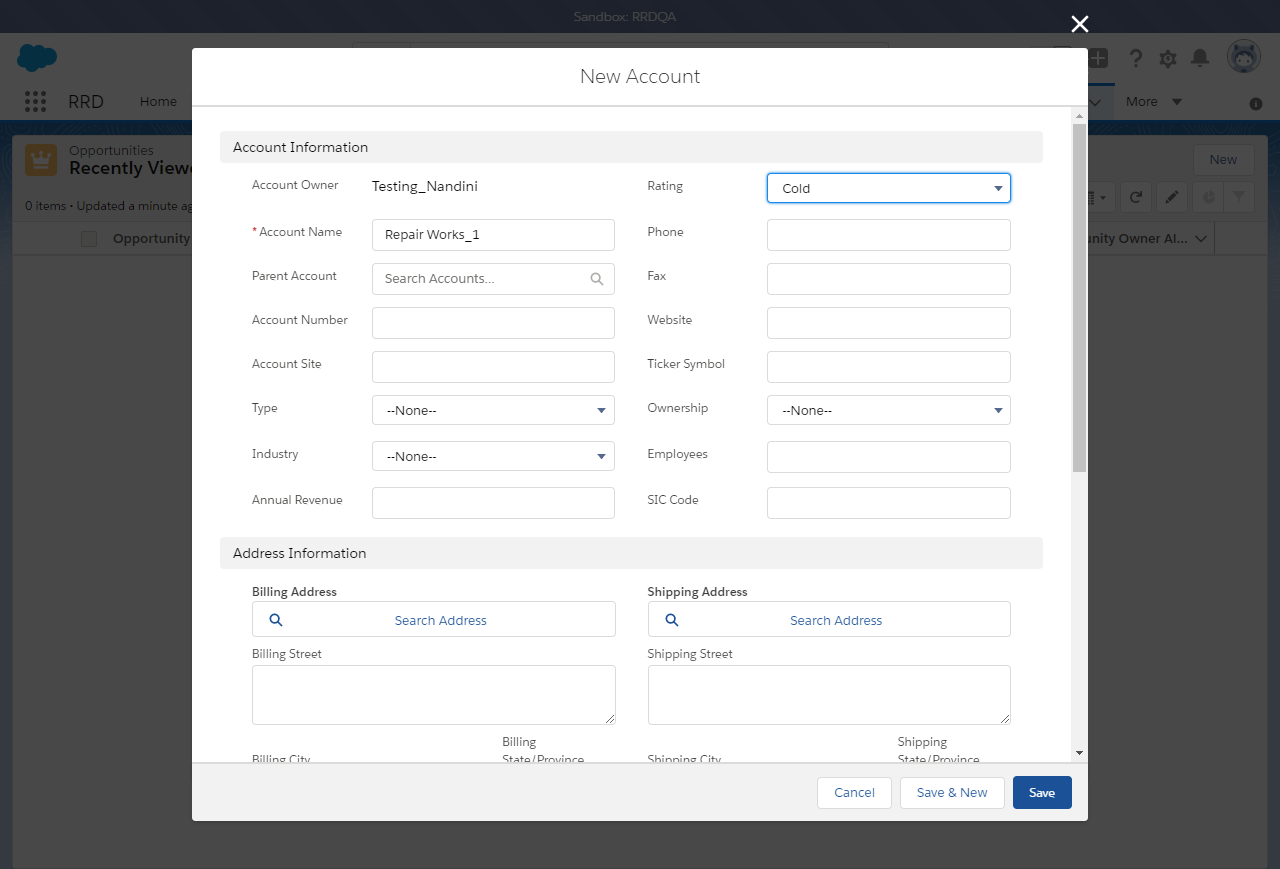 Sandbox: RRDQA
New Account
RRD
Home
More
Opportunities
Recently View
New
0 items • Updated a minute ag
Opportunity
unity Owner Al...
Account Information
Account Owner
Testing_Nandini
Rating
Cold
*Account Name
Repair Works_1
Phone
Parent Account
Search Accounts...
Fax
Account Number
Website
Account Site
Ticker Symbol
Type
--None--
Ownership
--None--
Industry
--None--
Employees
Annual Revenue
SIC Code
Address Information
Billing Address
Shipping Address
Search Address
Search Address
Billing Street
Shipping Street
Billing City
Billing
State/Province
Shipping City
Shipping
State/Province
Cancel
Save & New
Save